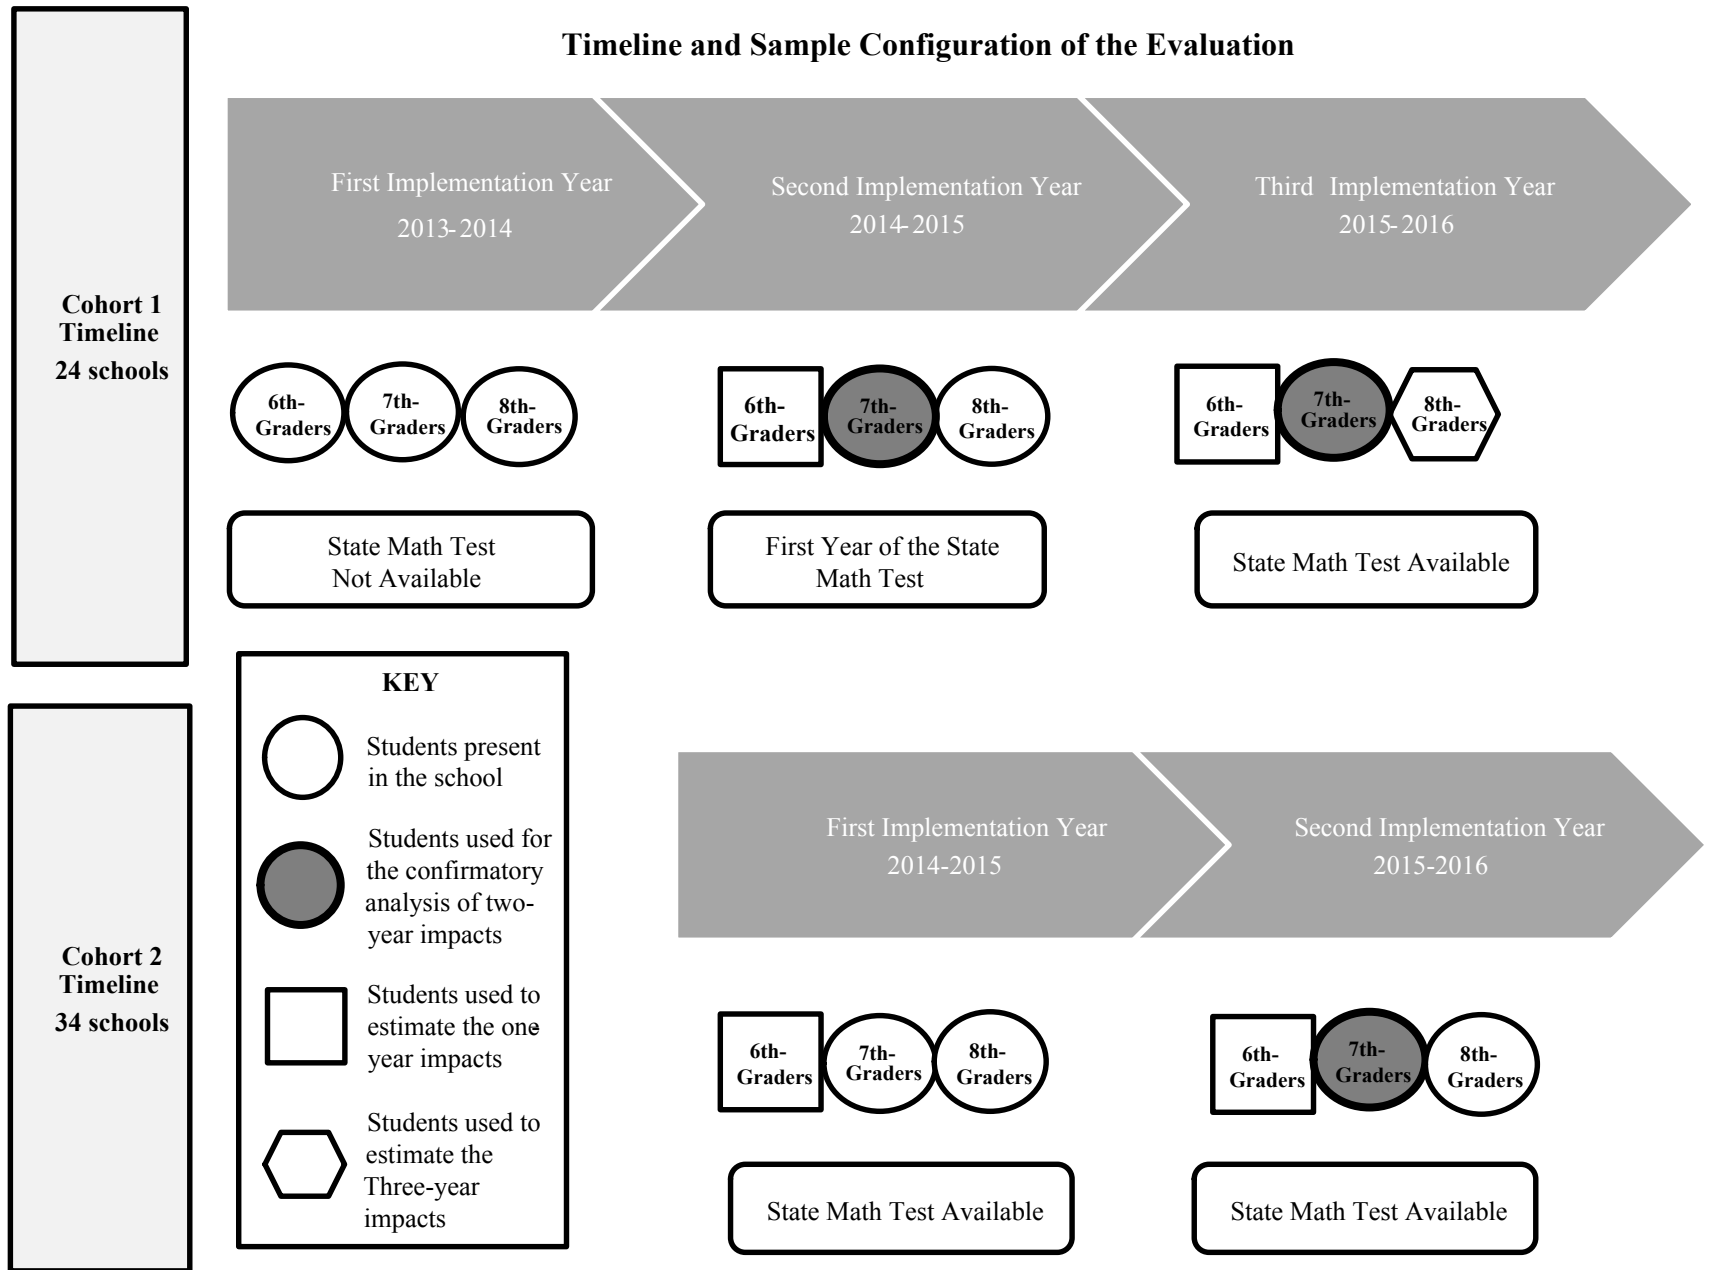 Timeline and Sample Configuration of the Evaluation
Cohort 1
Timeline
24 schools
First Implementation Year
2013-2014
Second Implementation Year
2014-2015
Third Implementation Year
2015-2016
6th-
Graders
7th-
Graders
8th-
Graders
6th-
Graders
7th-
Graders
8th-
Graders
6th-
Graders
7th-
Graders
8th-
Graders
State Math Test
Not Available
First Year of the State
Math Test
State Math Test Available
KEY
Students present
in the school
Students used for
the confirmatory
analysis of two-
year impacts
Students used to
estimate the one-
year impacts
Students used to
estimate the
Three-year
impacts
Cohort 2
Timeline
34 schools
First Implementation Year
2014-2015
Second Implementation Year
2015-2016
6th-
Graders
7th-
Graders
8th-
Graders
6th-
Graders
7th-
Graders
8th-
Graders
State Math Test Available
State Math Test Available